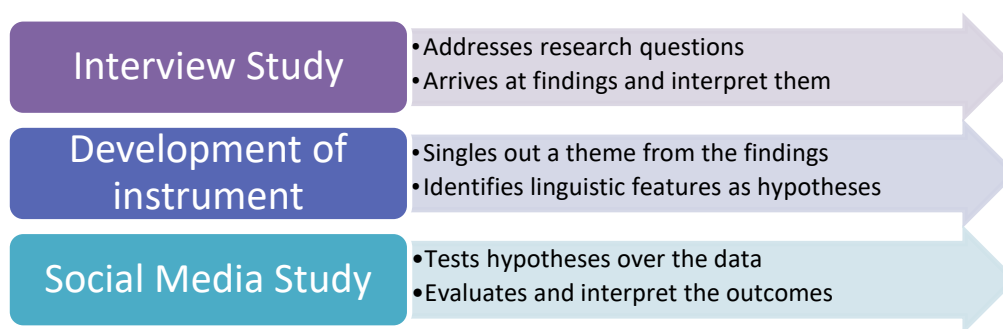 Interview Study
•Addresses research questions
•Arrives at findings and interpret them
Development of
instrument
•Singles out a theme from the findings
•Identifies linguistic features as hypotheses
Social Media Study
•Tests hypotheses over the data
•Evaluates and interpret the outcomes